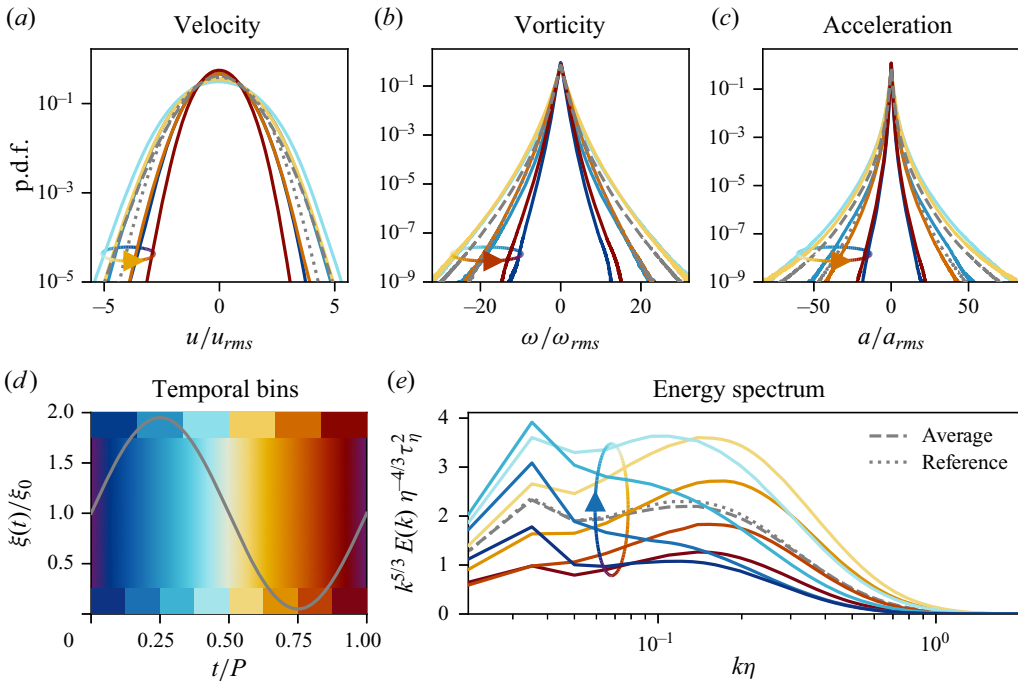 (a) Velocity (b) Vorticity (c) Acceleration
p.d.f.
10⁻¹ 10⁻³ 10⁻⁵
−5 0 5
u/u_rms
10⁻¹ 10⁻³ 10⁻⁵ 10⁻⁷ 10⁻⁹
−20 0 20
ω/ω_rms
10⁻¹ 10⁻³ 10⁻⁵ 10⁻⁷ 10⁻⁹
−50 0 50
a/a_rms
(d) Temporal bins (e) Energy spectrum
ξ(t)/ξ₀
2.0 1.5 1.0 0.5
0 0.25 0.50 0.75 1.00
t/P
k^{5/3} E(k) η^{−4/3} τ_η^2
4 3 2 1 0
Average
Reference
10⁻¹ 10⁰
kη